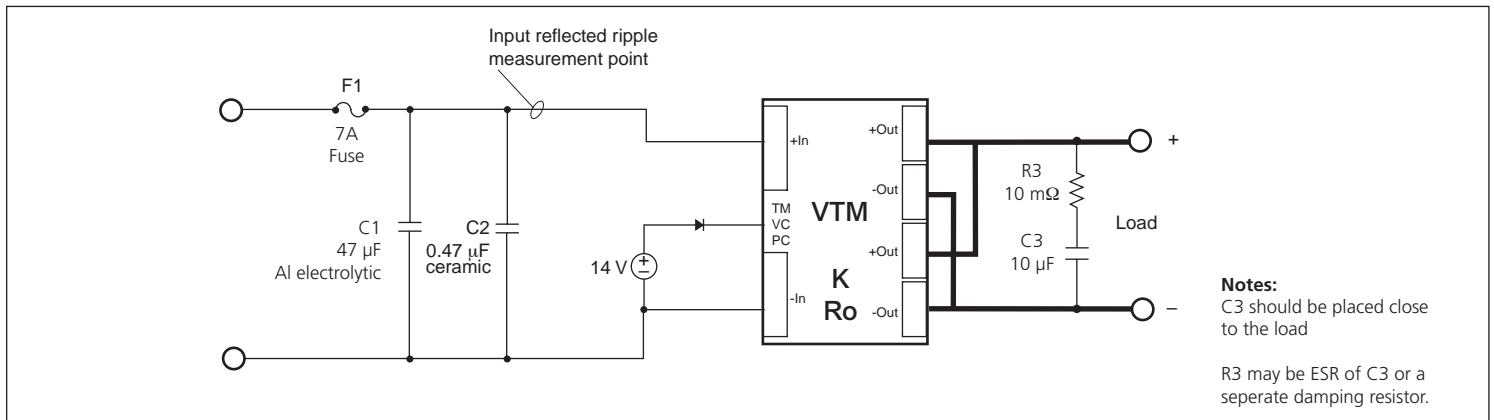 Input reflected ripple
measurement point
F1
7A
Fuse
C1
47 µF
Al electrolytic
C2
0.47 µF
ceramic
14 V
+In
TM
VC
PC
-In
VTM
K
Ro
+Out
-Out
+Out
-Out
R3
10 mΩ
C3
10 µF
+
Load
–
Notes:
C3 should be placed close
to the load
R3 may be ESR of C3 or a
seperate damping resistor.